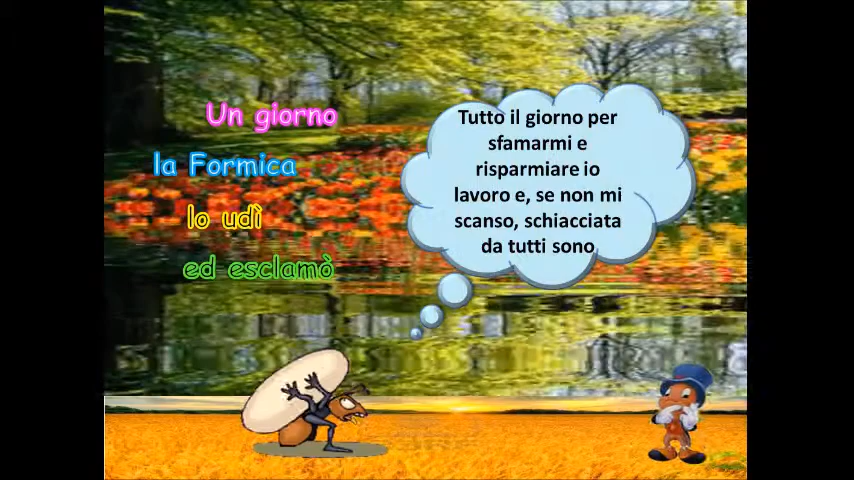 Un giorno
la Formica
lo udì
ed esclamò
Tutto il giorno per
sfamarmi e
risparmiare io
lavoro e, se non mi
scanso, schiacciata
da tutti sono